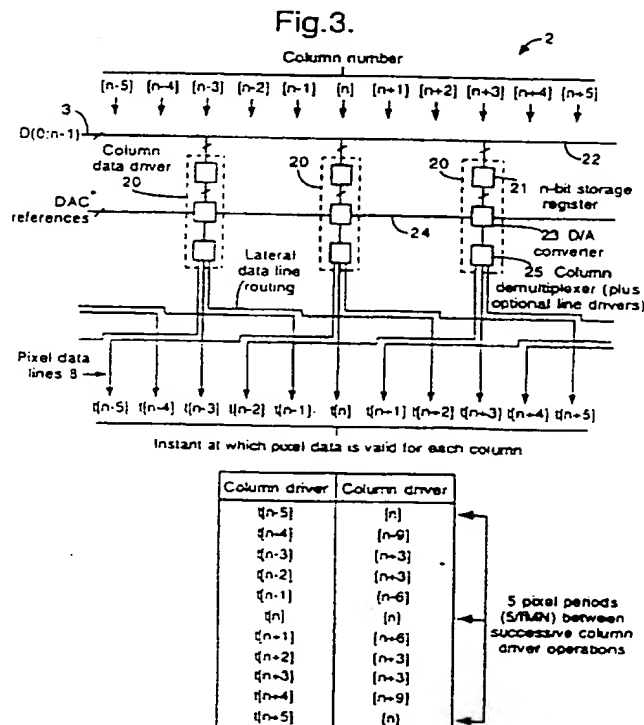 Fig.3.
2
Column number
[n-5] [n-4] [n-3] [n-2] [n-1] [n] [n+1] [n+2] [n+3] [n+4] [n+5]
3
D(0:n-1)
22
Column data driver
20
20
20
21 n-bit storage register
DAC references
24
23 D/A converter
25 Column demultiplexer (plus optional line drivers)
Lateral data line routing
Pixel data lines 8
t[n-5] t[n-4] t[n-3] t[n-2] t[n-1] t[n] t[n+1] t[n+2] t[n+3] t[n+4] t[n+5]
Instant at which pixel data is valid for each column
Column driver Column driver
t[n-5] [n]
t[n-4] [n-9]
t[n-3] [n+3]
t[n-2] [n+3]
t[n-1] [n-6]
t[n] [n]
t[n+1] [n+6]
t[n+2] [n+3]
t[n+3] [n+3]
t[n+4] [n+9]
t[n+5] [n]
5 pixel periods
(5/fMN) between
successive column
driver operations